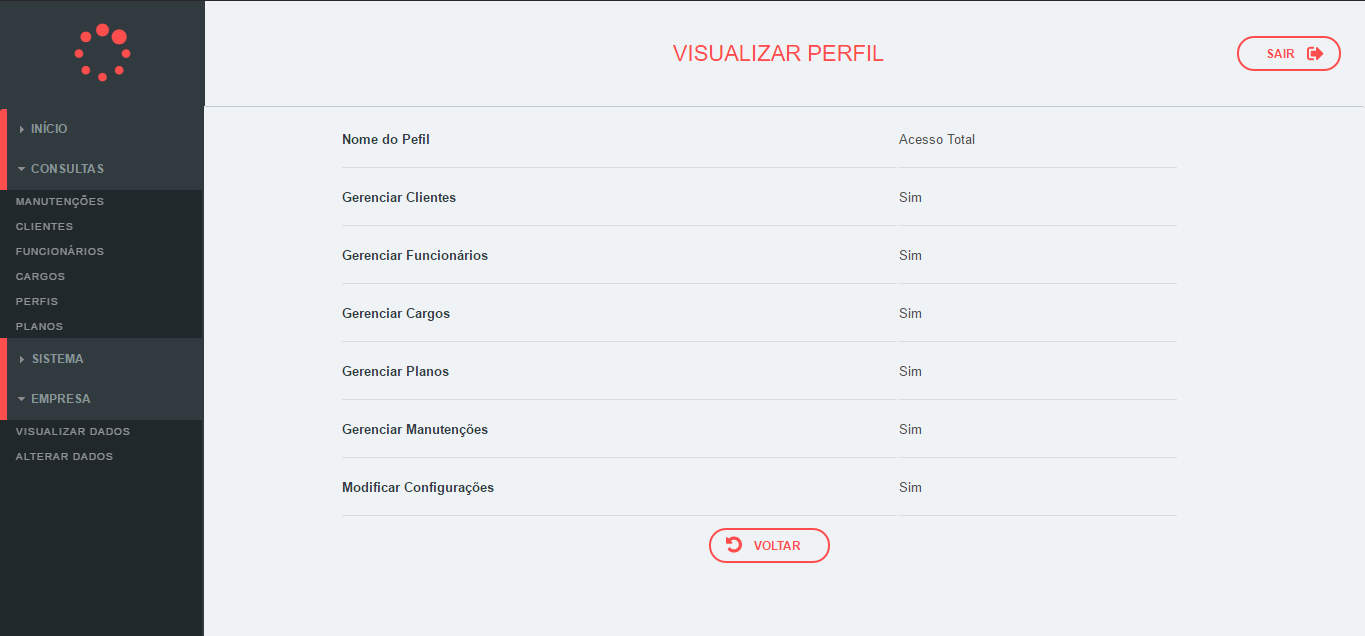 VISUALIZAR PERFIL
SAIR
INÍCIO
CONSULTAS
MANUTENÇÕES
CLIENTES
FUNCIONÁRIOS
CARGOS
PERFIS
PLANOS
SISTEMA
EMPRESA
VISUALIZAR DADOS
ALTERAR DADOS
Nome do Pefil Acesso Total
Gerenciar Clientes Sim
Gerenciar Funcionários Sim
Gerenciar Cargos Sim
Gerenciar Planos Sim
Gerenciar Manutenções Sim
Modificar Configurações Sim
VOLTAR